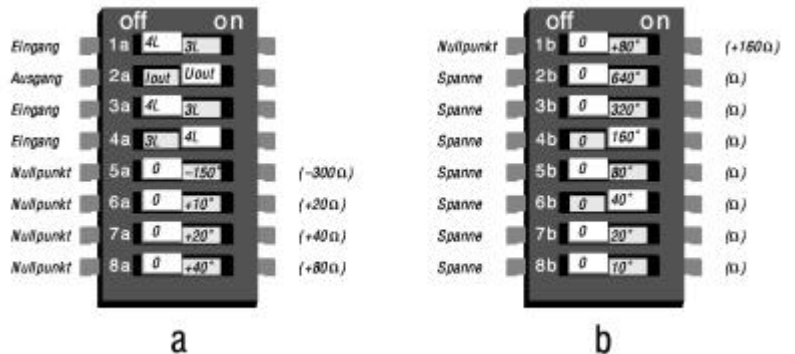 off on
Eingang 1a 4L 3L
Ausgang 2a Iout Uout
Eingang 3a 4L 3L
Eingang 4a 3L 4L
Nullpunkt 5a 0 -150° (-300Ω)
Nullpunkt 6a 0 +10° (+20Ω)
Nullpunkt 7a 0 +20° (+40Ω)
Nullpunkt 8a 0 +40° (+80Ω)
a
off on
Nullpunkt 1b 0 +80° (+160Ω)
Spanne 2b 0 640° (Ω)
Spanne 3b 0 320° (Ω)
Spanne 4b 0 160° (Ω)
Spanne 5b 0 80° (Ω)
Spanne 6b 0 40° (Ω)
Spanne 7b 0 20° (Ω)
Spanne 8b 0 10° (Ω)
b